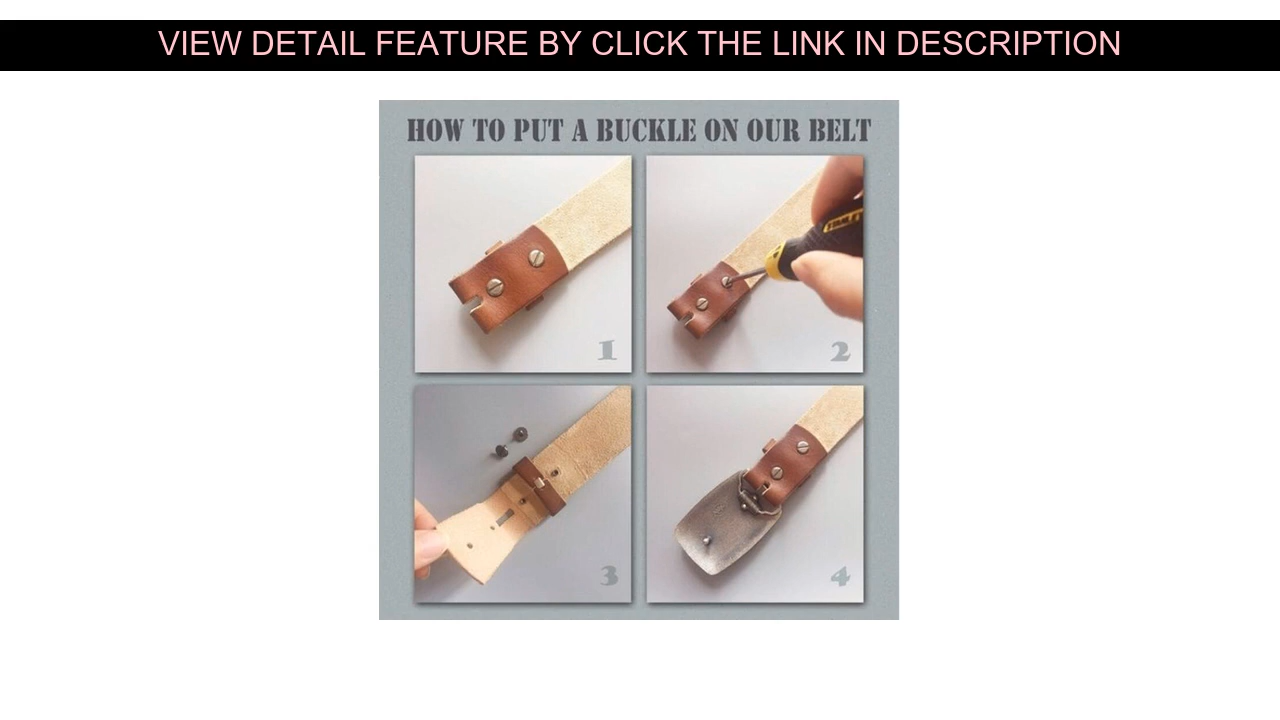 VIEW DETAIL FEATURE BY CLICK THE LINK IN DESCRIPTION
HOW TO PUT A BUCKLE ON OUR BELT
1
2
3
4